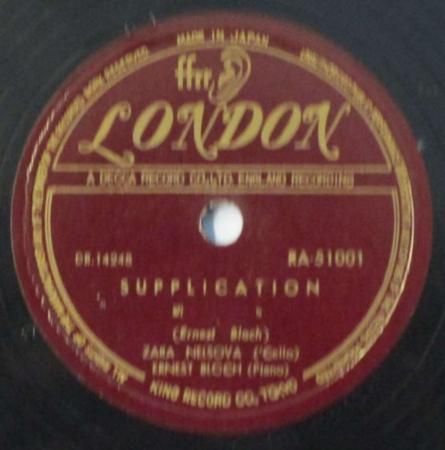 MADE IN JAPAN
ffrr
LONDON
A DECCA RECORD CO., LTD. ENGLAND RECORDING
DR.14248
RA-51001
SUPPLICATION
(Ernest Bloch)
ZARA NELSOVA ('Cello)
ERNEST BLOCH (Piano)
KING RECORD CO., TOKYO